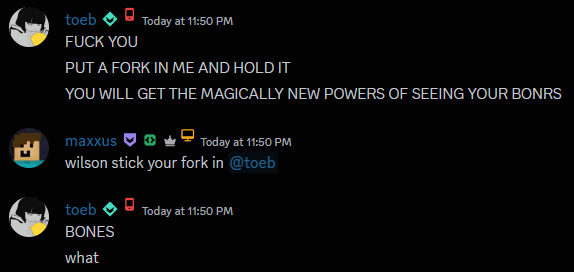 toeb Today at 11:50 PM
FUCK YOU
PUT A FORK IN ME AND HOLD IT
YOU WILL GET THE MAGICALLY NEW POWERS OF SEEING YOUR BONRS
maxxus Today at 11:50 PM
wilson stick your fork in @toeb
toeb Today at 11:50 PM
BONES
what